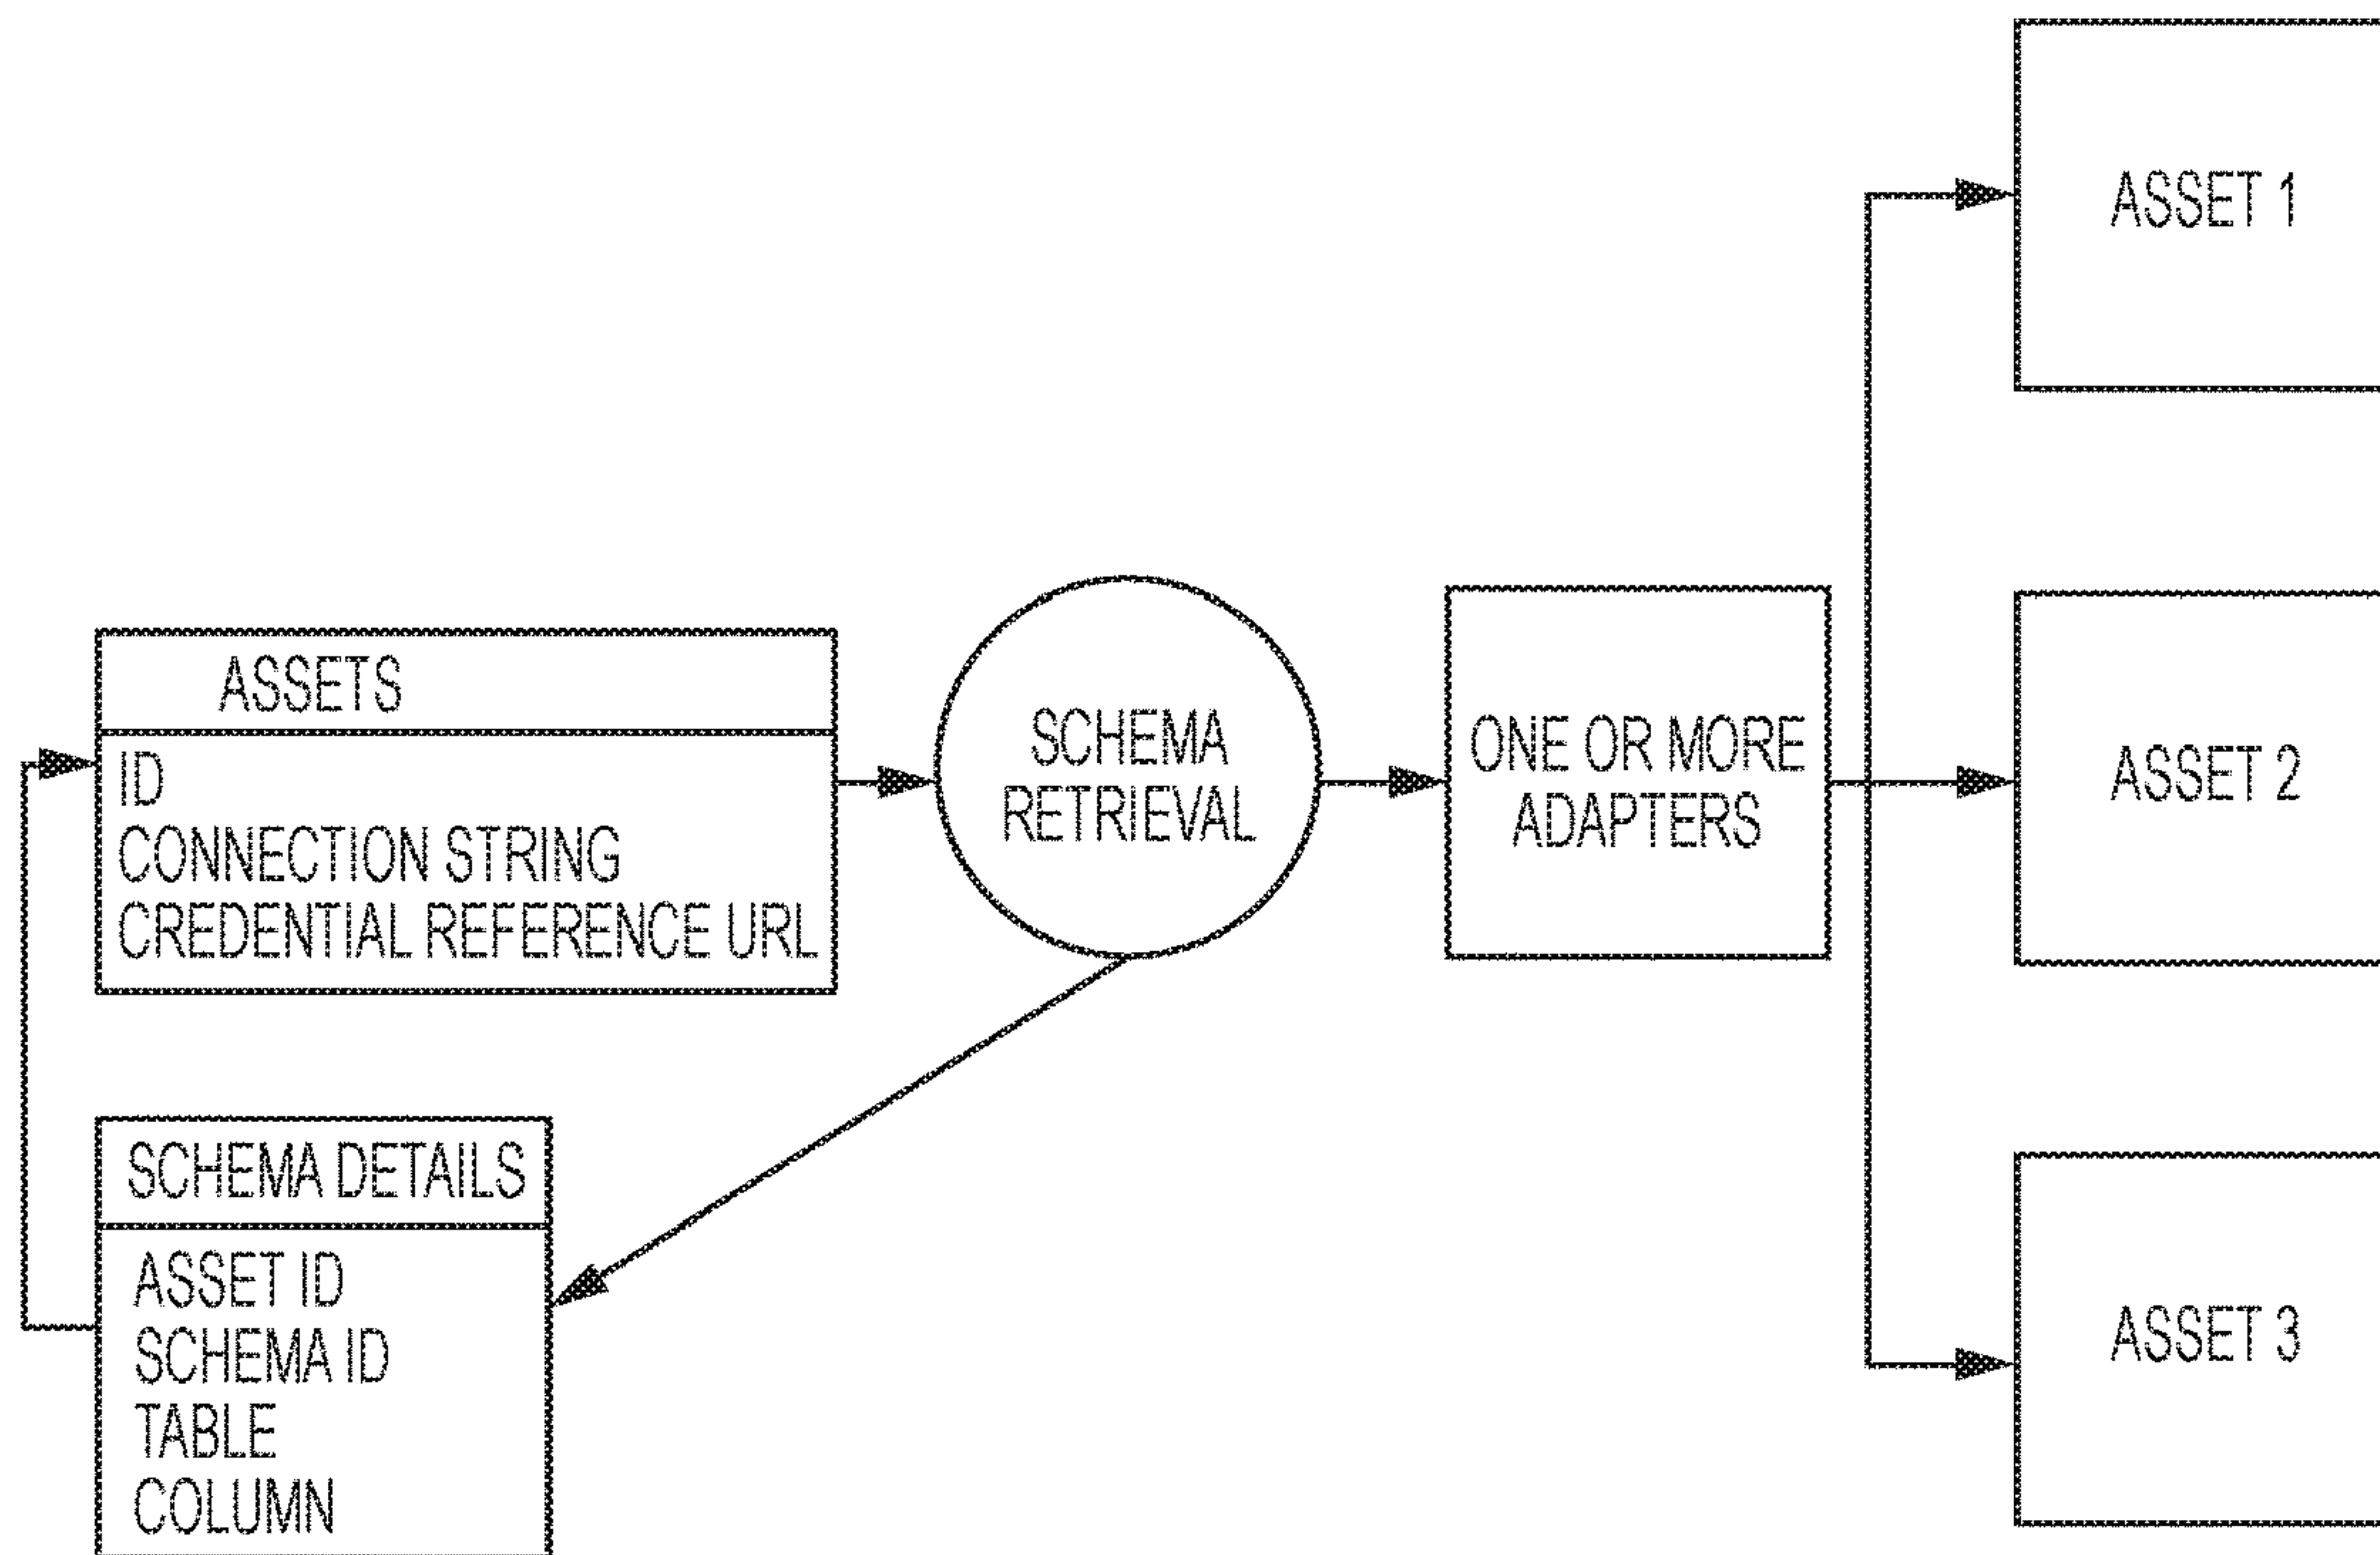 ASSETS
ID
CONNECTION STRING
CREDENTIAL REFERENCE URL
SCHEMA DETAILS
ASSET ID
SCHEMA ID
TABLE
COLUMN
SCHEMA
RETRIEVAL
ONE OR MORE
ADAPTERS
ASSET 1
ASSET 2
ASSET 3